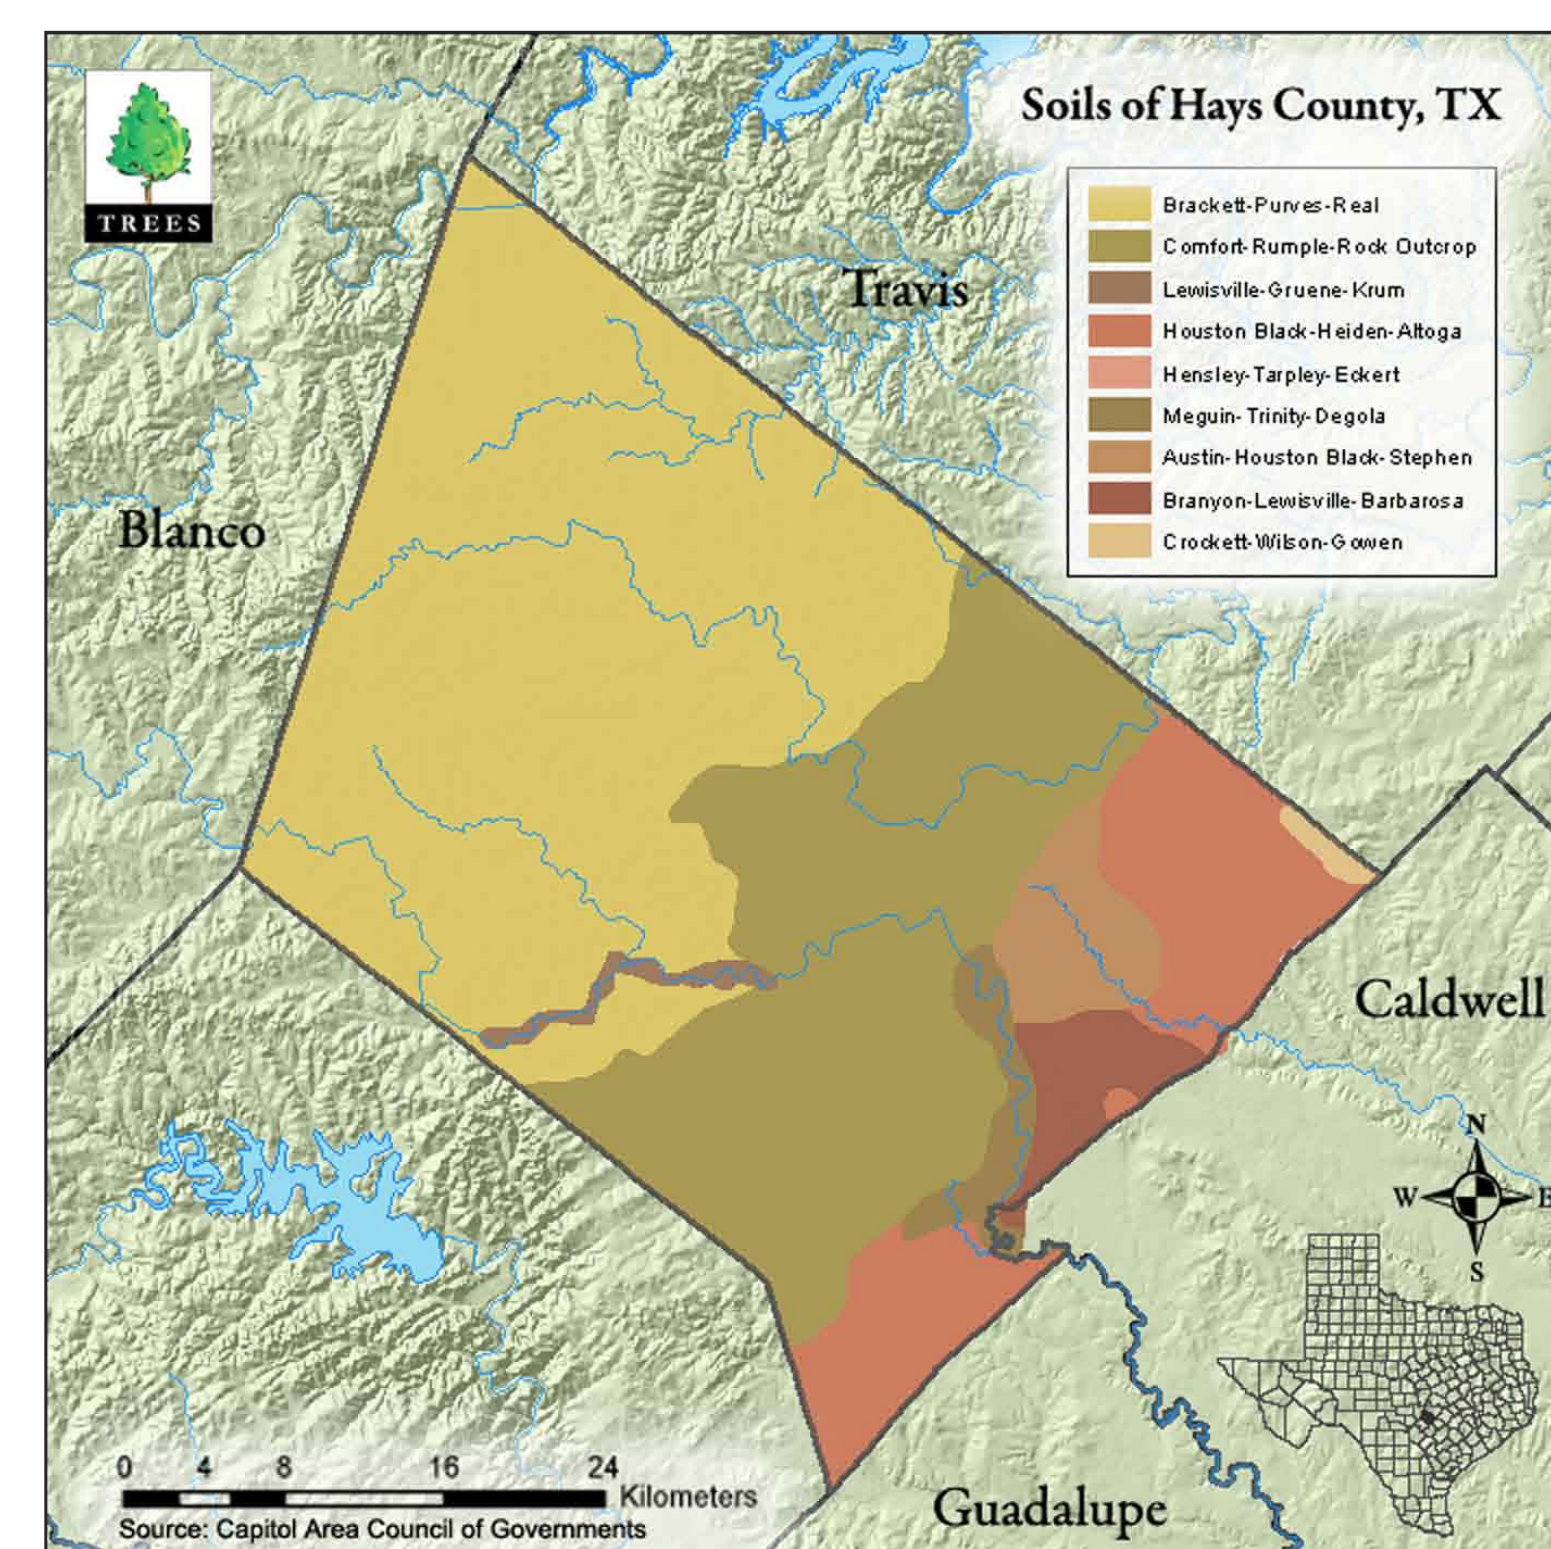 Soils of Hays County, TX
TREES
Brackett-Purves-Real
Comfort-Rumple-Rock Outcrop
Lewisville-Gruene-Krum
Houston Black-Heiden-Altoga
Hensley-Tarpley-Eckert
Meguin-Trinity-Degola
Austin-Houston Black-Stephen
Branyon-Lewisville-Barbarosa
Crockett-Wilson-Gowen
Travis
Blanco
Caldwell
N
W E
S
0 4 8 16 24
Kilometers
Source: Capitol Area Council of Governments
Guadalupe